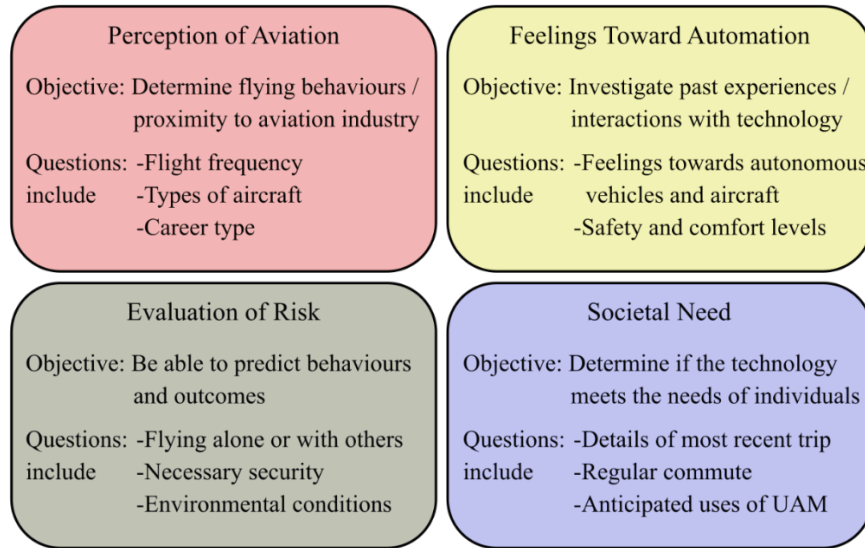 Perception of Aviation
Objective: Determine flying behaviours /
proximity to aviation industry
Questions: -Flight frequency
include -Types of aircraft
-Career type
Feelings Toward Automation
Objective: Investigate past experiences /
interactions with technology
Questions: -Feelings towards autonomous
include vehicles and aircraft
-Safety and comfort levels
Evaluation of Risk
Objective: Be able to predict behaviours
and outcomes
Questions: -Flying alone or with others
include -Necessary security
-Environmental conditions
Societal Need
Objective: Determine if the technology
meets the needs of individuals
Questions: -Details of most recent trip
include -Regular commute
-Anticipated uses of UAM